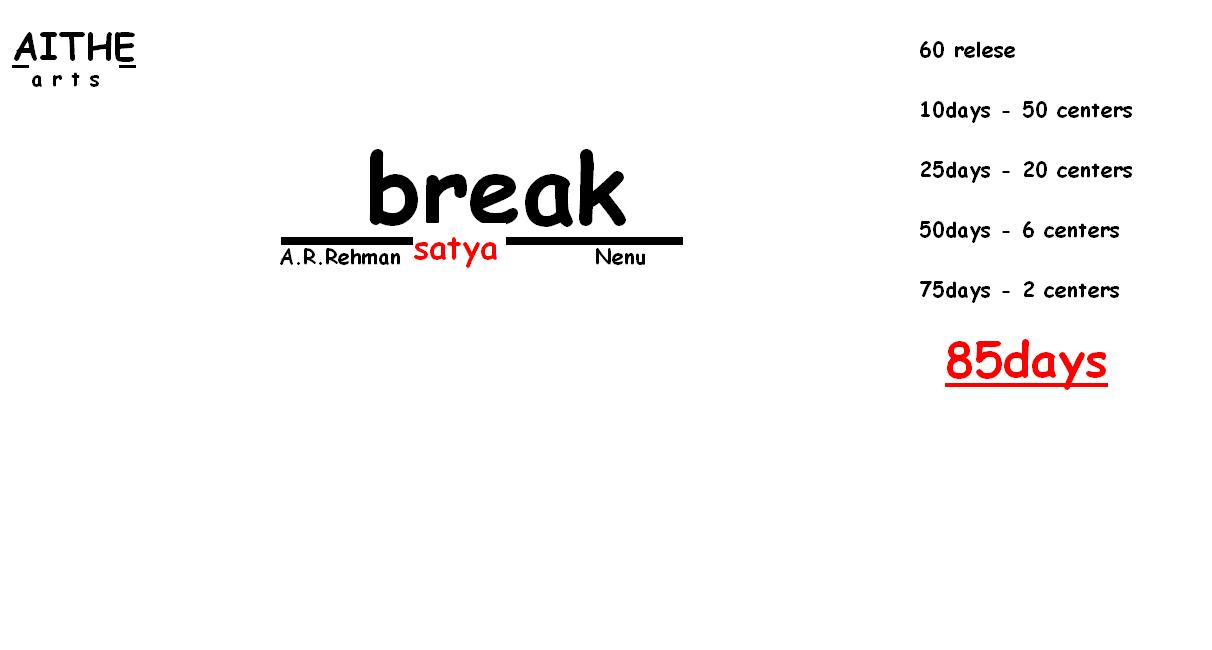 AITHE
arts
break
satya
A.R.Rehman
Nenu
60 relese
10days - 50 centers
25days - 20 centers
50days - 6 centers
75days - 2 centers
85days